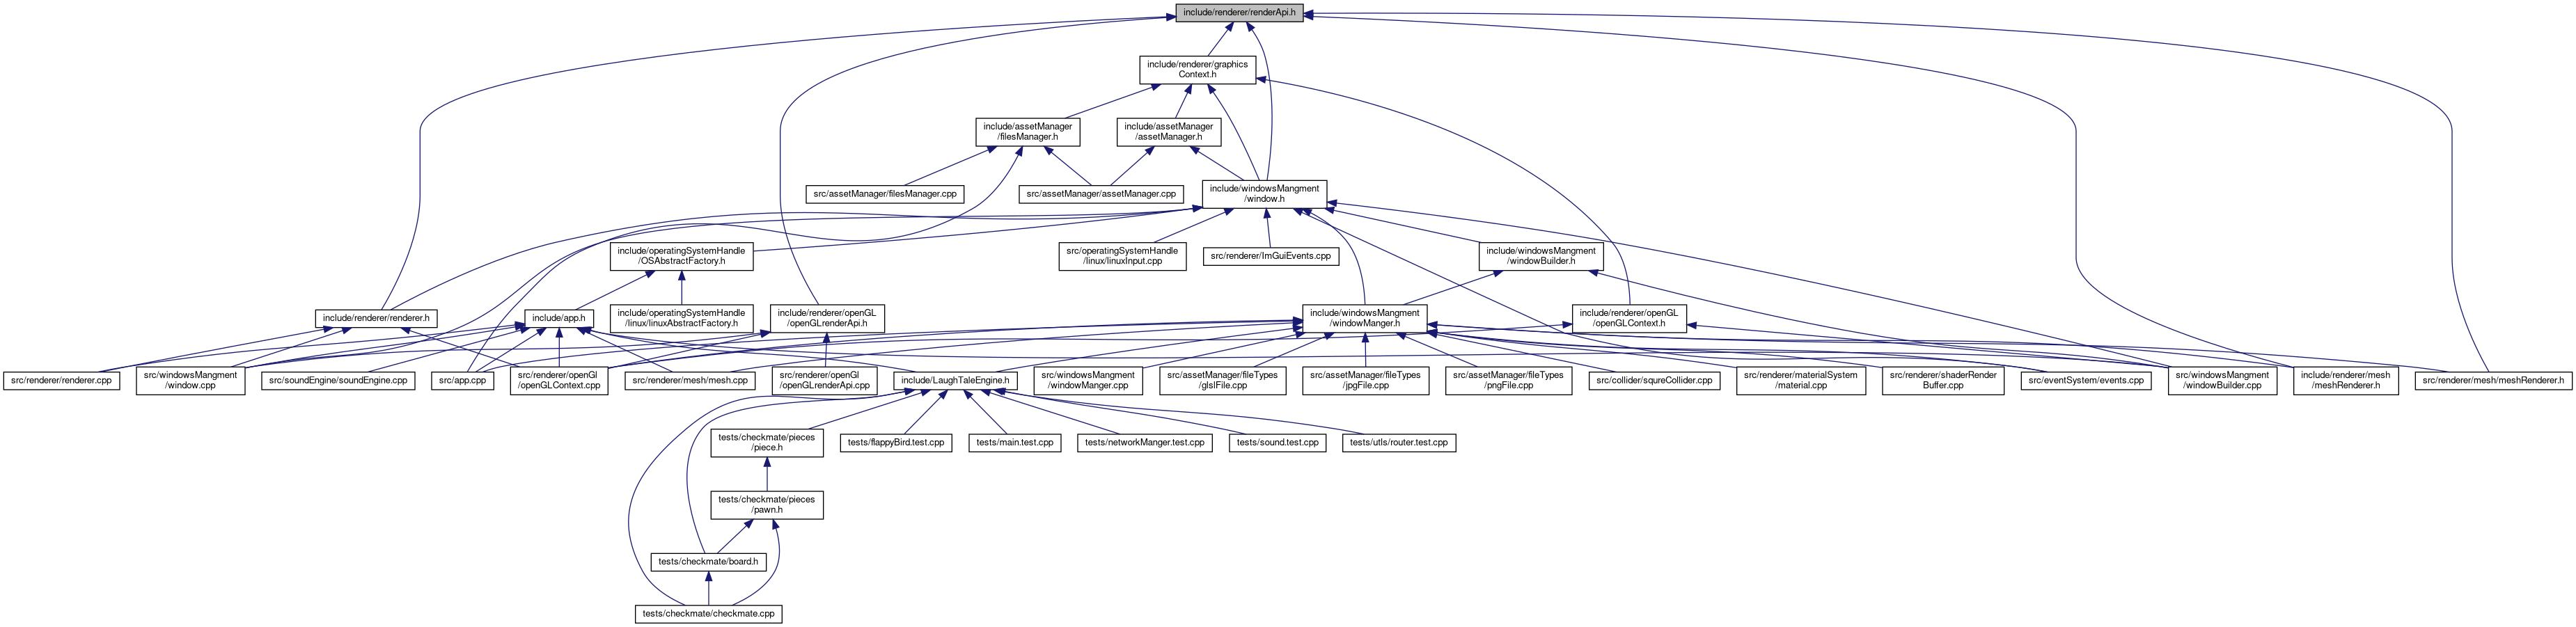 include/renderer/renderApi.h
include/renderer/graphics
Context.h
include/assetManager
/filesManager.h
include/assetManager
/assetManager.h
src/assetManager/filesManager.cpp
src/assetManager/assetManager.cpp
include/windowsMangment
/window.h
include/operatingSystemHandle
/OSAbstractFactory.h
src/operatingSystemHandle
/linux/linuxInput.cpp
src/renderer/ImGuiEvents.cpp
include/windowsMangment
/windowBuilder.h
include/renderer/renderer.h
include/app.h
include/operatingSystemHandle
/linux/linuxAbstractFactory.h
include/renderer/openGL
/openGLrenderApi.h
include/windowsMangment
/windowManger.h
include/renderer/openGL
/openGLContext.h
src/renderer/renderer.cpp
src/windowsMangment
/window.cpp
src/soundEngine/soundEngine.cpp
src/app.cpp
src/renderer/openGl
/openGLContext.cpp
src/renderer/mesh/mesh.cpp
src/renderer/openGl
/openGLrenderApi.cpp
include/LaughTaleEngine.h
src/windowsMangment
/windowManger.cpp
src/assetManager/fileTypes
/glslFile.cpp
src/assetManager/fileTypes
/jpgFile.cpp
src/assetManager/fileTypes
/pngFile.cpp
src/collider/squreCollider.cpp
src/renderer/materialSystem
/material.cpp
src/renderer/shaderRender
Buffer.cpp
src/eventSystem/events.cpp
src/windowsMangment
/windowBuilder.cpp
include/renderer/mesh
/meshRenderer.h
src/renderer/mesh/meshRenderer.h
tests/checkmate/pieces
/piece.h
tests/flappyBird.test.cpp
tests/main.test.cpp
tests/networkManger.test.cpp
tests/sound.test.cpp
tests/utls/router.test.cpp
tests/checkmate/pieces
/pawn.h
tests/checkmate/board.h
tests/checkmate/checkmate.cpp